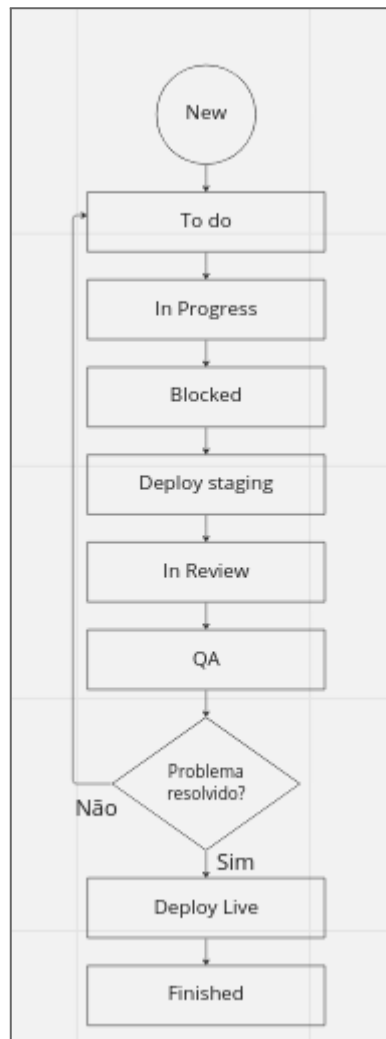 New
To do
In Progress
Blocked
Deploy staging
In Review
QA
Problema
resolvido?
Não
Sim
Deploy Live
Finished